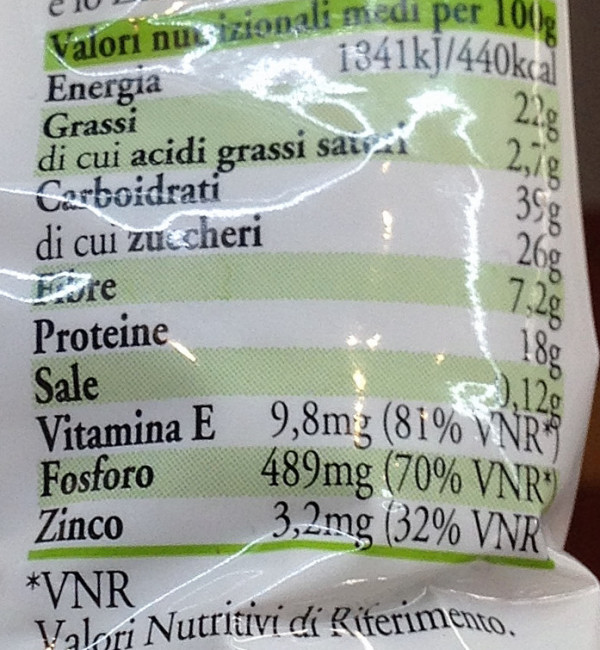 Valori nutrizionali medi per 100g
Energia 1841kJ/440kcal
Grassi 22g
di cui acidi grassi saturi 2,7g
Carboidrati 39g
di cui zuccheri 26g
Fibre 7,2g
Proteine 18g
Sale 0,12g
Vitamina E 9,8mg (81% VNR*)
Fosforo 489mg (70% VNR*)
Zinco 3,2mg (32% VNR
*VNR
Valori Nutritivi di Riferimento.